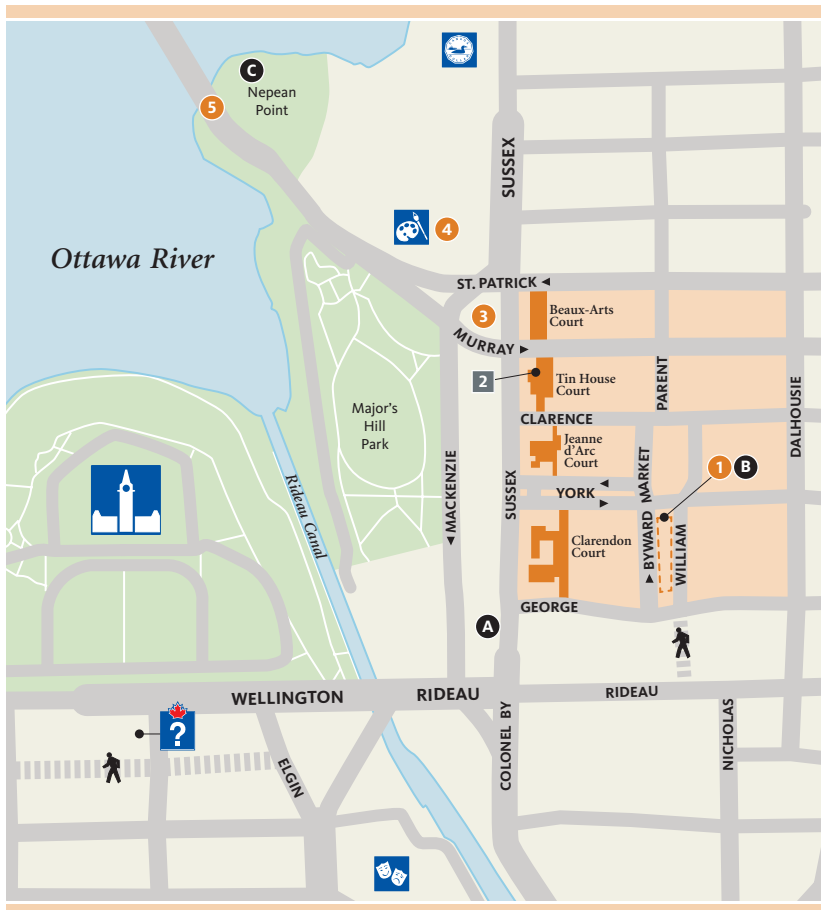 C
Nepean
Point
5
SUSSEX
4
Ottawa River
ST. PATRICK
3
Beaux-Arts
Court
MURRAY
2
Tin House
Court
PARENT
Major's
Hill
Park
CLARENCE
DALHOUSIE
Jeanne
d'Arc
Court
1 B
MACKENZIE
SUSSEX
YORK
BYWARD MARKET
WILLIAM
Rideau Canal
Clarendon
Court
GEORGE
A
WELLINGTON
RIDEAU
RIDEAU
?
COLONEL BY
NICHOLAS
ELGIN